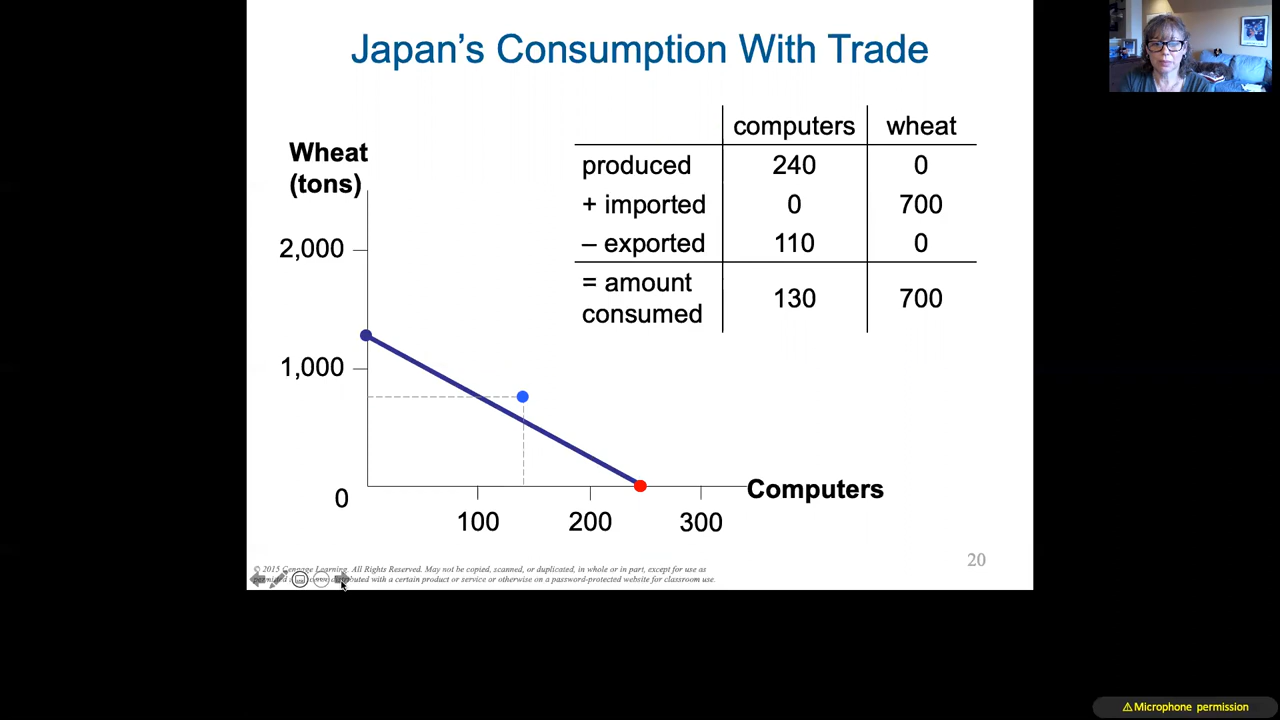 Japan's Consumption With Trade
computers wheat
produced 240 0
+ imported 0 700
– exported 110 0
= amount
consumed 130 700
Wheat
(tons)
2,000
1,000
0
100 200 300
Computers
20
© 2015 Cengage Learning. All Rights Reserved. May not be copied, scanned, or duplicated, in whole or in part, except for use as
distributed with a certain product or service or otherwise on a password-protected website for classroom use.
⚠Microphone permission